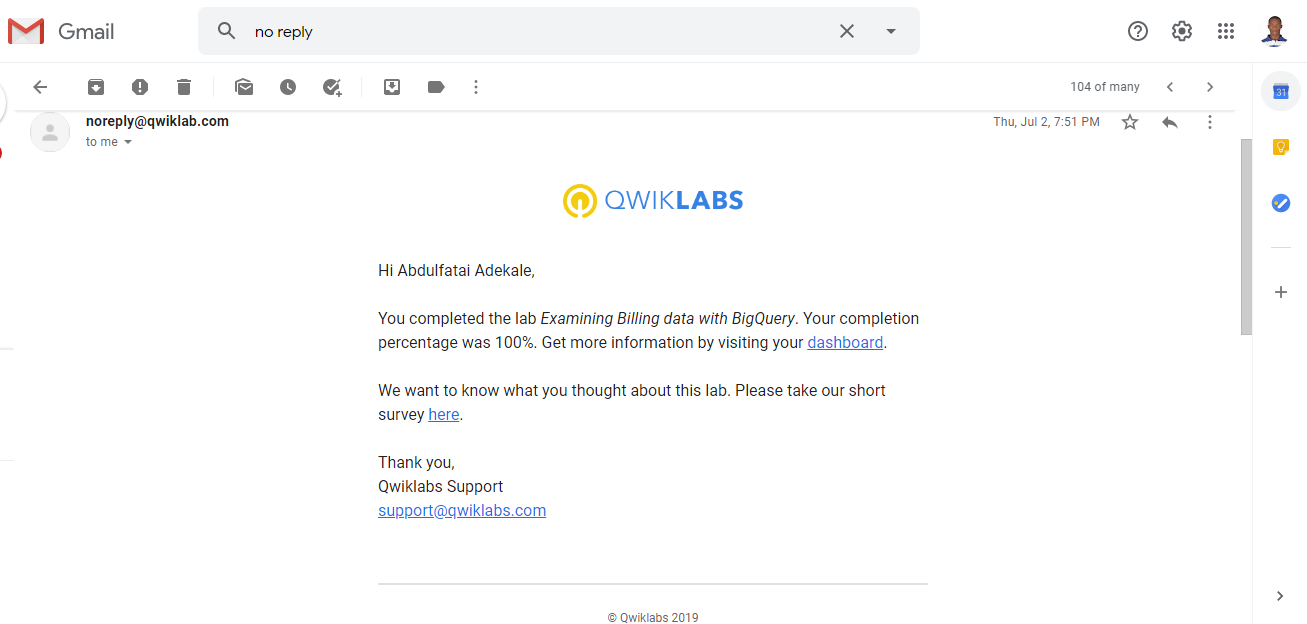 Gmail
no reply
104 of many
31
noreply@qwiklab.com
Thu, Jul 2, 7:51 PM
to me
QWIKLABS
Hi Abdulfatai Adekale,
You completed the lab Examining Billing data with BigQuery. Your completion
percentage was 100%. Get more information by visiting your dashboard.
We want to know what you thought about this lab. Please take our short
survey here.
Thank you,
Qwiklabs Support
support@qwiklabs.com
© Qwiklabs 2019